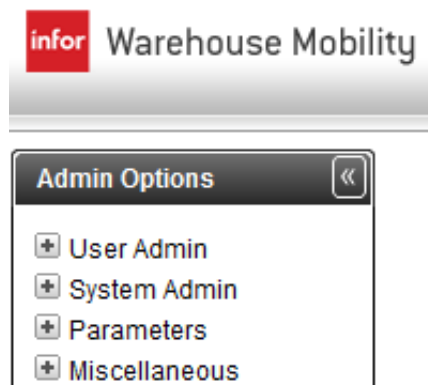 infor Warehouse Mobility
Admin Options
User Admin
System Admin
Parameters
Miscellaneous